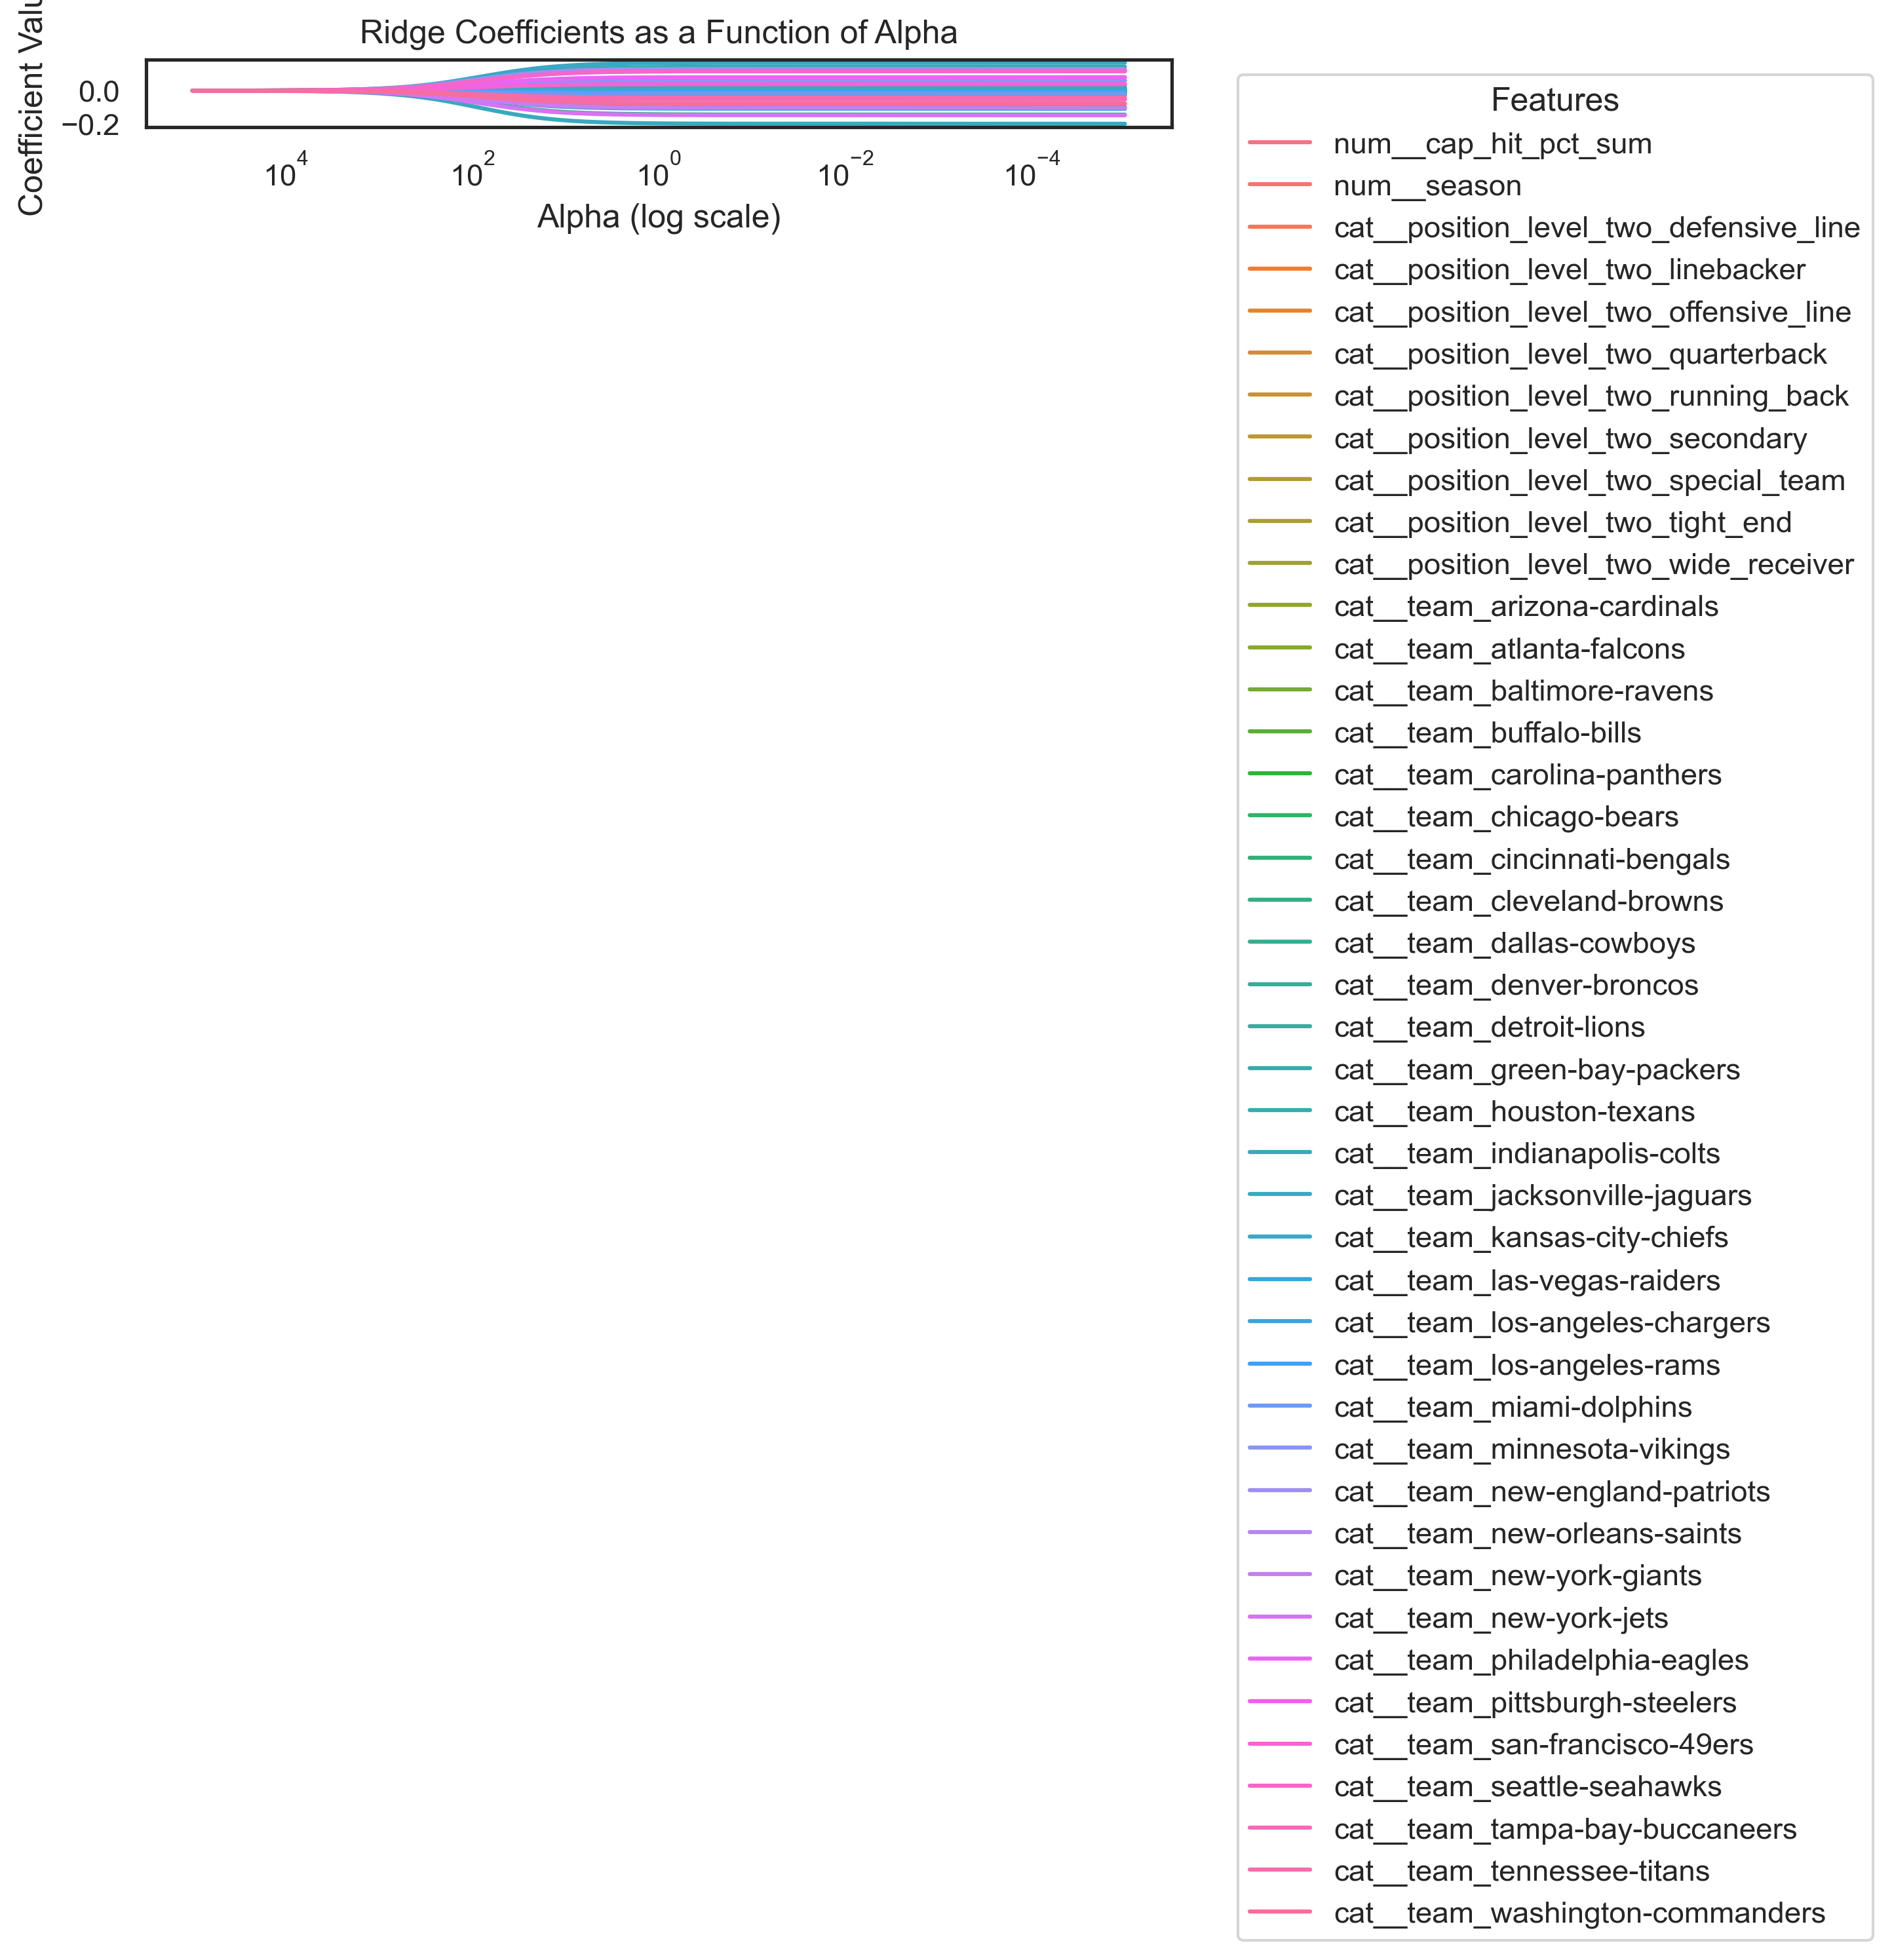 Ridge Coefficients as a Function of Alpha
Coefficient Valu
0.0
−0.2
10^4 10^2 10^0 10^−2 10^−4
Alpha (log scale)
Features
num__cap_hit_pct_sum
num__season
cat__position_level_two_defensive_line
cat__position_level_two_linebacker
cat__position_level_two_offensive_line
cat__position_level_two_quarterback
cat__position_level_two_running_back
cat__position_level_two_secondary
cat__position_level_two_special_team
cat__position_level_two_tight_end
cat__position_level_two_wide_receiver
cat__team_arizona-cardinals
cat__team_atlanta-falcons
cat__team_baltimore-ravens
cat__team_buffalo-bills
cat__team_carolina-panthers
cat__team_chicago-bears
cat__team_cincinnati-bengals
cat__team_cleveland-browns
cat__team_dallas-cowboys
cat__team_denver-broncos
cat__team_detroit-lions
cat__team_green-bay-packers
cat__team_houston-texans
cat__team_indianapolis-colts
cat__team_jacksonville-jaguars
cat__team_kansas-city-chiefs
cat__team_las-vegas-raiders
cat__team_los-angeles-chargers
cat__team_los-angeles-rams
cat__team_miami-dolphins
cat__team_minnesota-vikings
cat__team_new-england-patriots
cat__team_new-orleans-saints
cat__team_new-york-giants
cat__team_new-york-jets
cat__team_philadelphia-eagles
cat__team_pittsburgh-steelers
cat__team_san-francisco-49ers
cat__team_seattle-seahawks
cat__team_tampa-bay-buccaneers
cat__team_tennessee-titans
cat__team_washington-commanders